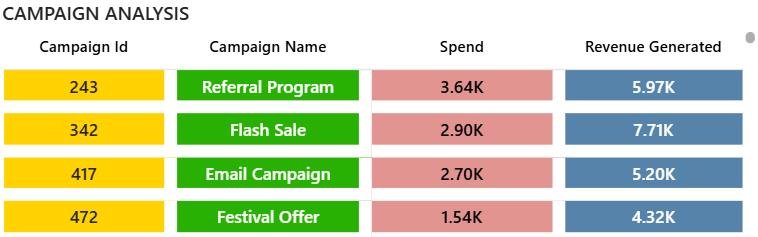 CAMPAIGN ANALYSIS
Campaign Id Campaign Name Spend Revenue Generated
243 Referral Program 3.64K 5.97K
342 Flash Sale 2.90K 7.71K
417 Email Campaign 2.70K 5.20K
472 Festival Offer 1.54K 4.32K